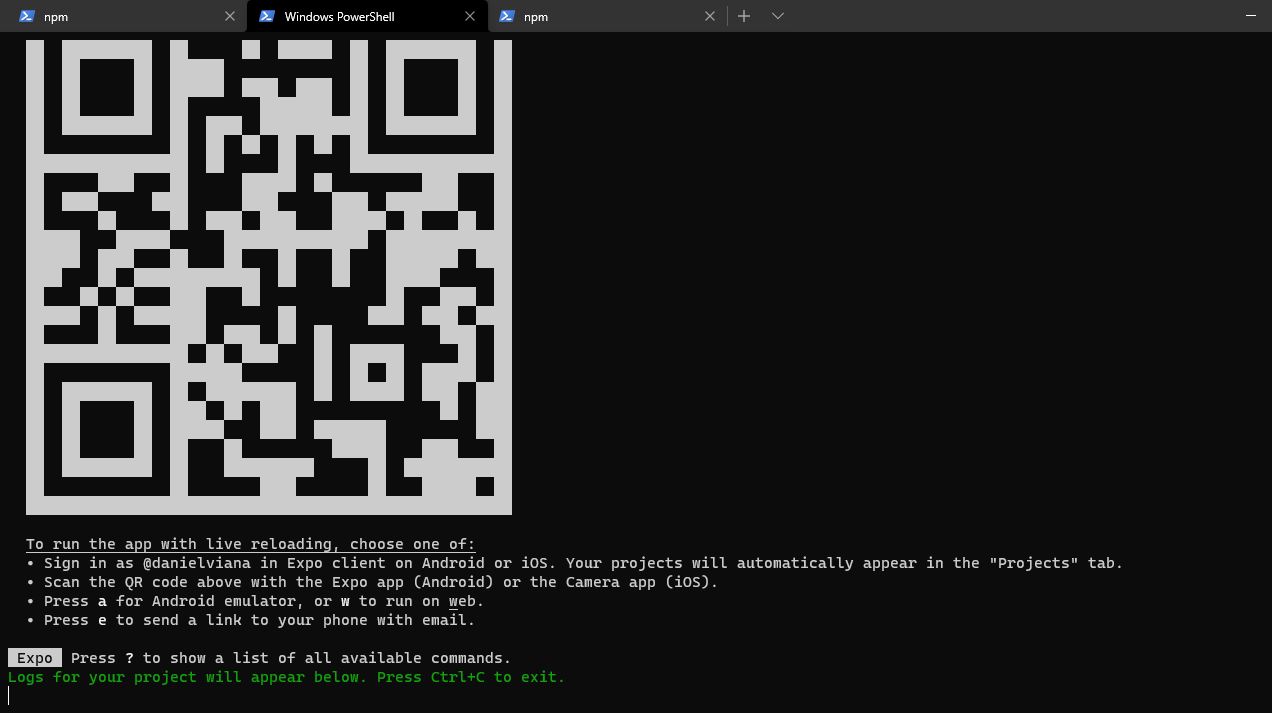 npm
Windows PowerShell
npm
To run the app with live reloading, choose one of:
• Sign in as @danielviana in Expo client on Android or iOS. Your projects will automatically appear in the "Projects" tab.
• Scan the QR code above with the Expo app (Android) or the Camera app (iOS).
• Press a for Android emulator, or w to run on web.
• Press e to send a link to your phone with email.
Expo Press ? to show a list of all available commands.
Logs for your project will appear below. Press Ctrl+C to exit.